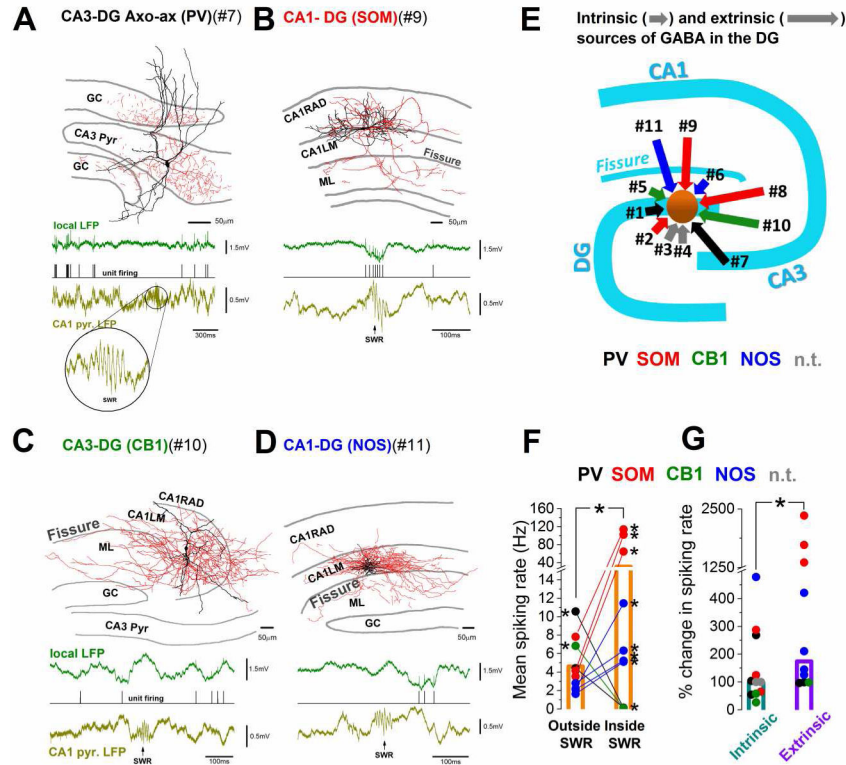 A CA3-DG Axo-ax (PV)(#7)
GC
CA3 Pyr
GC
50µm
local LFP
1.5mV
unit firing
0.5mV
CA1 pyr. LFP
300ms
SWR
B CA1- DG (SOM)(#9)
CA1RAD
CA1LM
Fissure
ML
50µm
1.5mV
0.5mV
SWR
100ms
E Intrinsic ( ) and extrinsic ( )
sources of GABA in the DG
CA1
#11 #9
Fissure
#6
#5
#8
#1
#10
#2
#3
#4
#7
DG
CA3
PV SOM CB1 NOS n.t.
C CA3-DG (CB1)(#10)
CA1RAD
CA1LM
Fissure
ML
GC
50µm
CA3 Pyr
local LFP
1.5mV
unit firing
CA1 pyr. LFP
0.5mV
SWR
100ms
D CA1-DG (NOS)(#11)
CA1RAD
CA1LM
Fissure
ML
GC
50µm
local LFP
1.5mV
CA1 pyr. LFP
0.5mV
SWR
100ms
F G
PV SOM CB1 NOS n.t.
Mean spiking rate (Hz)
160
120
80
40
14
12
10
8
6
4
2
0
*
* *
* *
*
*
*
*
*
*
*
Outside Inside
SWR SWR
% change in spiking rate
2500
1250
500
400
300
200
100
0
*
Intrinsic
Extrinsic